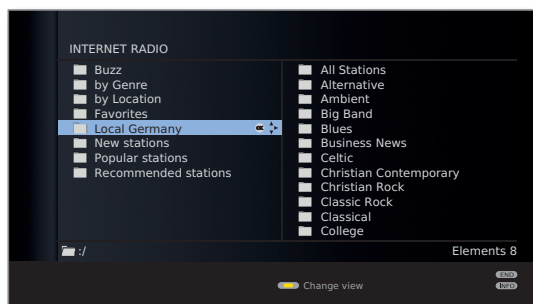 INTERNET RADIO
Buzz
by Genre
by Location
Favorites
Local Germany
OK
New stations
Popular stations
Recommended stations
All Stations
Alternative
Ambient
Big Band
Blues
Business News
Celtic
Christian Contemporary
Christian Rock
Classic Rock
Classical
College
:/
Elements 8
Change view
END
INFO